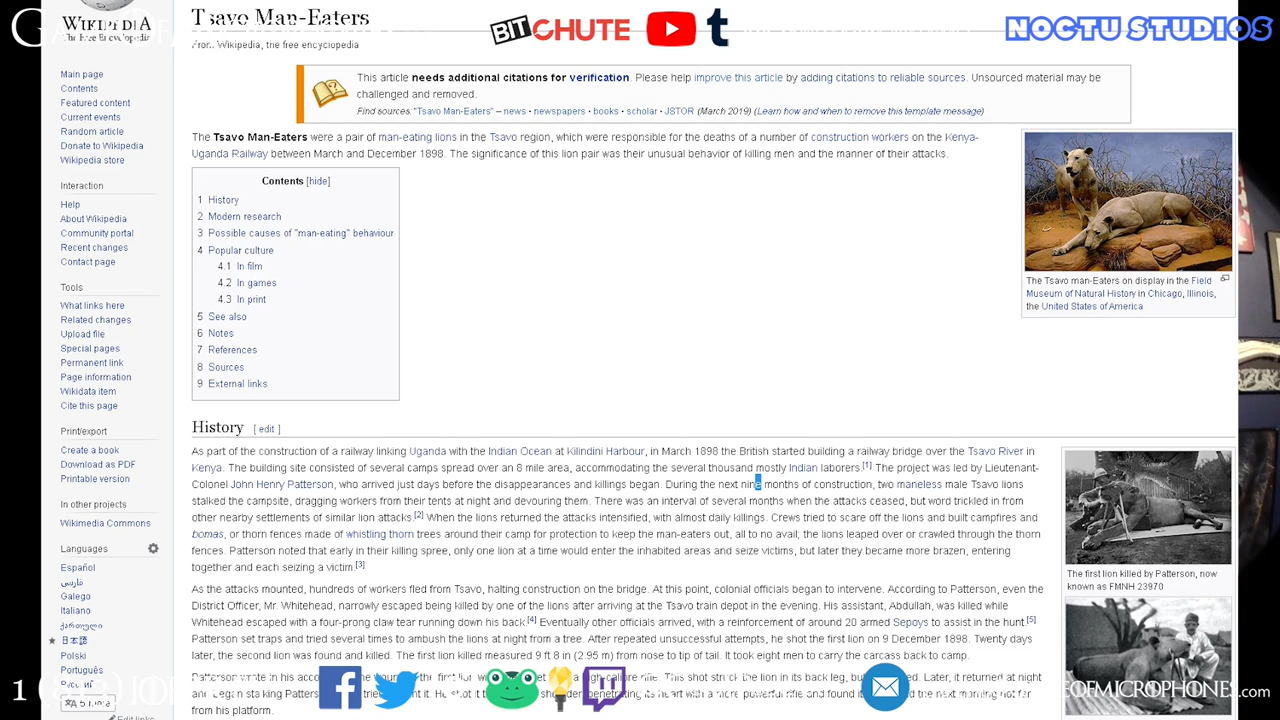 WIKIPEDIA
The Free Encyclopedia
Main page
Contents
Featured content
Current events
Random article
Donate to Wikipedia
Wikipedia store
Interaction
Help
About Wikipedia
Community portal
Recent changes
Contact page
Tools
What links here
Related changes
Upload file
Special pages
Permanent link
Page information
Wikidata item
Cite this page
Print/export
Create a book
Download as PDF
Printable version
In other projects
Wikimedia Commons
Languages
Español
فارسی
Galego
Italiano
ქართული
日本語
Polski
Português
Edit links
Tsavo Man-Eaters
From Wikipedia, the free encyclopedia
BITCHUTE
t
NOCTU STUDIOS
This article needs additional citations for verification. Please help improve this article by adding citations to reliable sources. Unsourced material may be
challenged and removed.
Find sources: "Tsavo Man-Eaters" – news · newspapers · books · scholar · JSTOR (March 2019) (Learn how and when to remove this template message)
The Tsavo Man-Eaters were a pair of man-eating lions in the Tsavo region, which were responsible for the deaths of a number of construction workers on the Kenya-
Uganda Railway between March and December 1898. The significance of this lion pair was their unusual behavior of killing men and the manner of their attacks.
Contents [hide]
1 History
2 Modern research
3 Possible causes of "man-eating" behaviour
4 Popular culture
4.1 In film
4.2 In games
4.3 In print
5 See also
6 Notes
7 References
8 Sources
9 External links
The Tsavo man-Eaters on display in the Field
Museum of Natural History in Chicago, Illinois,
the United States of America
History [ edit ]
As part of the construction of a railway linking Uganda with the Indian Ocean at Kilindini Harbour, in March 1898 the British started building a railway bridge over the Tsavo River in
Kenya. The building site consisted of several camps spread over an 8 mile area, accommodating the several thousand mostly Indian laborers.[1] The project was led by Lieutenant-
Colonel John Henry Patterson, who arrived just days before the disappearances and killings began. During the next nine months of construction, two maneless male Tsavo lions
stalked the campsite, dragging workers from their tents at night and devouring them. There was an interval of several months when the attacks ceased, but word trickled in from
other nearby settlements of similar lion attacks.[2] When the lions returned the attacks intensified, with almost daily killings. Crews tried to scare off the lions and built campfires and
bomas, or thorn fences made of whistling thorn trees around their camp for protection to keep the man-eaters out, all to no avail; the lions leaped over or crawled through the thorn
fences. Patterson noted that early in their killing spree, only one lion at a time would enter the inhabited areas and seize victims, but later they became more brazen, entering
together and each seizing a victim.[3]
As the attacks mounted, hundreds of workers fled from Tsavo, halting construction on the bridge. At this point, colonial officials began to intervene. According to Patterson, even the
District Officer, Mr. Whitehead, narrowly escaped being killed by one of the lions after arriving at the Tsavo train depot in the evening. His assistant, Abdullah, was killed while
Whitehead escaped with a four-prong claw tear running down his back.[4] Eventually other officials arrived, with a reinforcement of around 20 armed Sepoys to assist in the hunt.[5]
Patterson set traps and tried several times to ambush the lions at night from a tree. After repeated unsuccessful attempts, he shot the first lion on 9 December 1898. Twenty days
later, the second lion was found and killed. The first lion killed measured 9 ft 8 in (2.95 m) from nose to tip of tail. It took eight men to carry the carcass back to camp.
from his platform.
The first lion killed by Patterson, now
known as FMNH 23970
EOFMICROPHONES.com